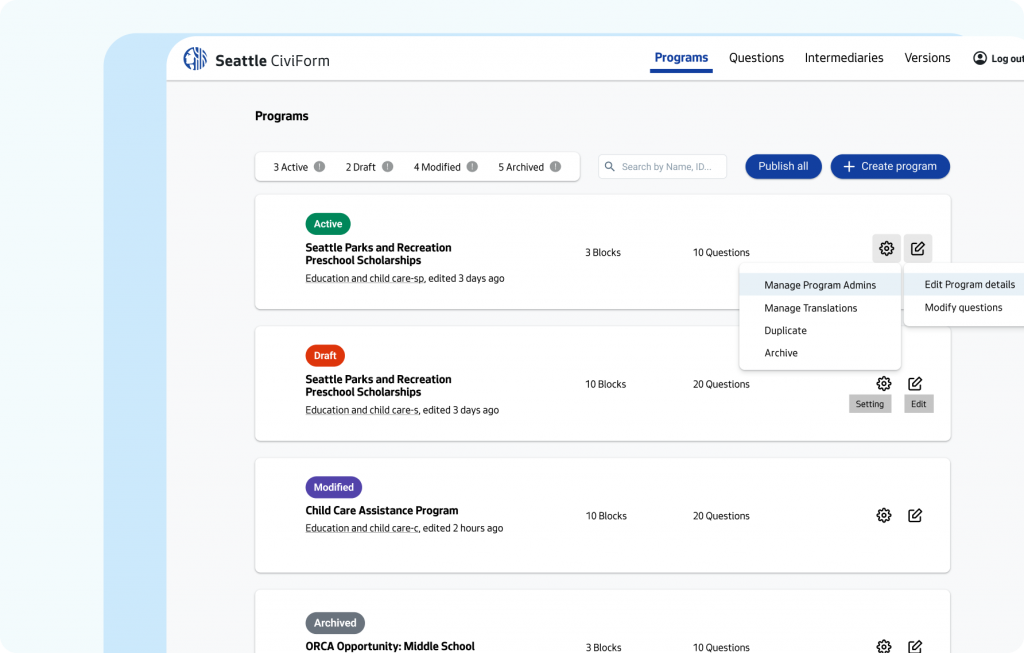 Seattle CiviForm
Programs Questions Intermediaries Versions Log out
Programs
3 Active 2 Draft 4 Modified 5 Archived Search by Name, ID... Publish all Create program
Active
Seattle Parks and Recreation
Preschool Scholarships
3 Blocks 10 Questions
Education and child care-sp, edited 3 days ago
Manage Program Admins
Manage Translations
Duplicate
Archive
Edit Program details
Modify questions
Draft
Seattle Parks and Recreation
Preschool Scholarships
10 Blocks 20 Questions
Education and child care-s, edited 3 days ago
Setting Edit
Modified
Child Care Assistance Program
10 Blocks 20 Questions
Education and child care-c, edited 2 hours ago
Archived
ORCA Opportunity: Middle School
3 Blocks 10 Questions